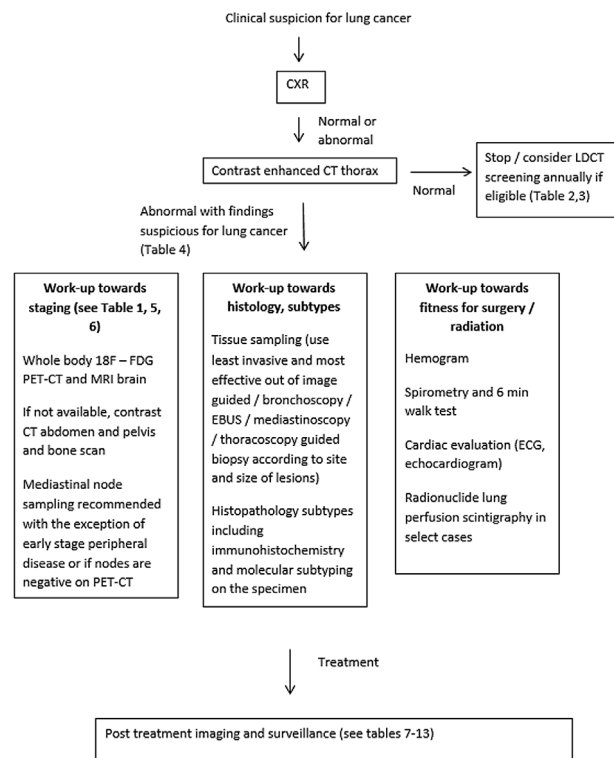 Clinical suspicion for lung cancer
CXR
Normal or
abnormal
Contrast enhanced CT thorax
Normal
Stop / consider LDCT
screening annually if
eligible (Table 2,3)
Abnormal with findings
suspicious for lung cancer
(Table 4)
Work-up towards
staging (see Table 1, 5,
6)
Whole body 18F – FDG
PET-CT and MRI brain
If not available, contrast
CT abdomen and pelvis
and bone scan
Mediastinal node
sampling recommended
with the exception of
early stage peripheral
disease or if nodes are
negative on PET-CT
Work-up towards
histology, subtypes
Tissue sampling (use
least invasive and most
effective out of image
guided / bronchoscopy /
EBUS / mediastinoscopy
/ thoracoscopy guided
biopsy according to site
and size of lesions)
Histopathology subtypes
including
immunohistochemistry
and molecular subtyping
on the specimen
Work-up towards
fitness for surgery /
radiation
Hemogram
Spirometry and 6 min
walk test
Cardiac evaluation (ECG,
echocardiogram)
Radionuclide lung
perfusion scintigraphy in
select cases
Treatment
Post treatment imaging and surveillance (see tables 7-13)